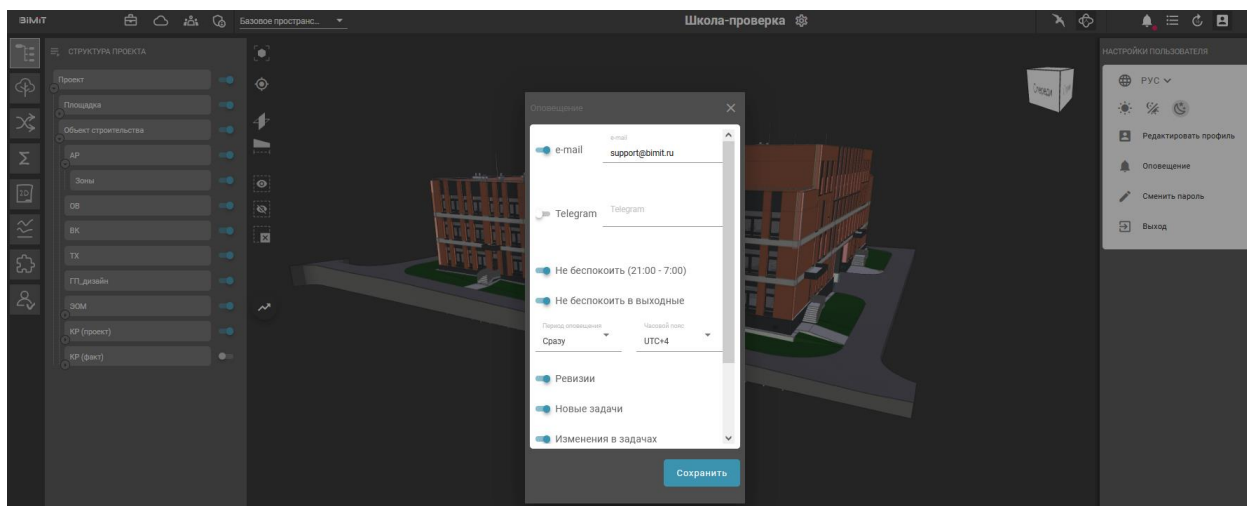 BIMIT
Базовое пространс...
Школа-проверка
СТРУКТУРА ПРОЕКТА
Проект
Площадка
Объект строительства
АР
Зоны
ОВ
ВК
ТХ
ГП_дизайн
ЭОМ
КР (проект)
КР (факт)
2D
Оповещение
e-mail
e-mail
support@bimit.ru
Telegram
Telegram
Не беспокоить (21:00 - 7:00)
Не беспокоить в выходные
Период оповещения
Часовой пояс
Сразу
UTC+4
Ревизии
Новые задачи
Изменения в задачах
Сохранить
НАСТРОЙКИ ПОЛЬЗОВАТЕЛЯ
РУС
Редактировать профиль
Оповещение
Сменить пароль
Выход